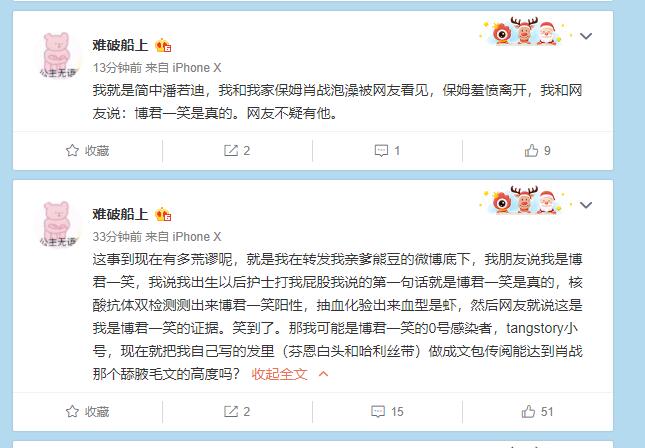 难破船上
13分钟前 来自 iPhone X
我就是简中潘若迪，我和我家保姆肖战泡澡被网友看见，保姆羞愤离开，我和网
友说：博君一笑是真的。网友不疑有他。
收藏 2 1 9
公主无语
难破船上
33分钟前 来自 iPhone X
这事到现在有多荒谬呢，就是我在转发我亲爹熊豆的微博底下，我朋友说我是博
君一笑，我说我出生以后护士打我屁股我说的第一句话就是博君一笑是真的，核
酸抗体双检测测出来博君一笑阳性，抽血化验出来血型是虾，然后网友就说这是
我是博君一笑的证据。笑到了。那我可能是博君一笑的0号感染者，tangstory小
号，现在就把我自己写的发里（芬恩白头和哈利丝带）做成文包传阅能达到肖战
那个舔腋毛文的高度吗？ 收起全文
公主无语
收藏 2 15 51